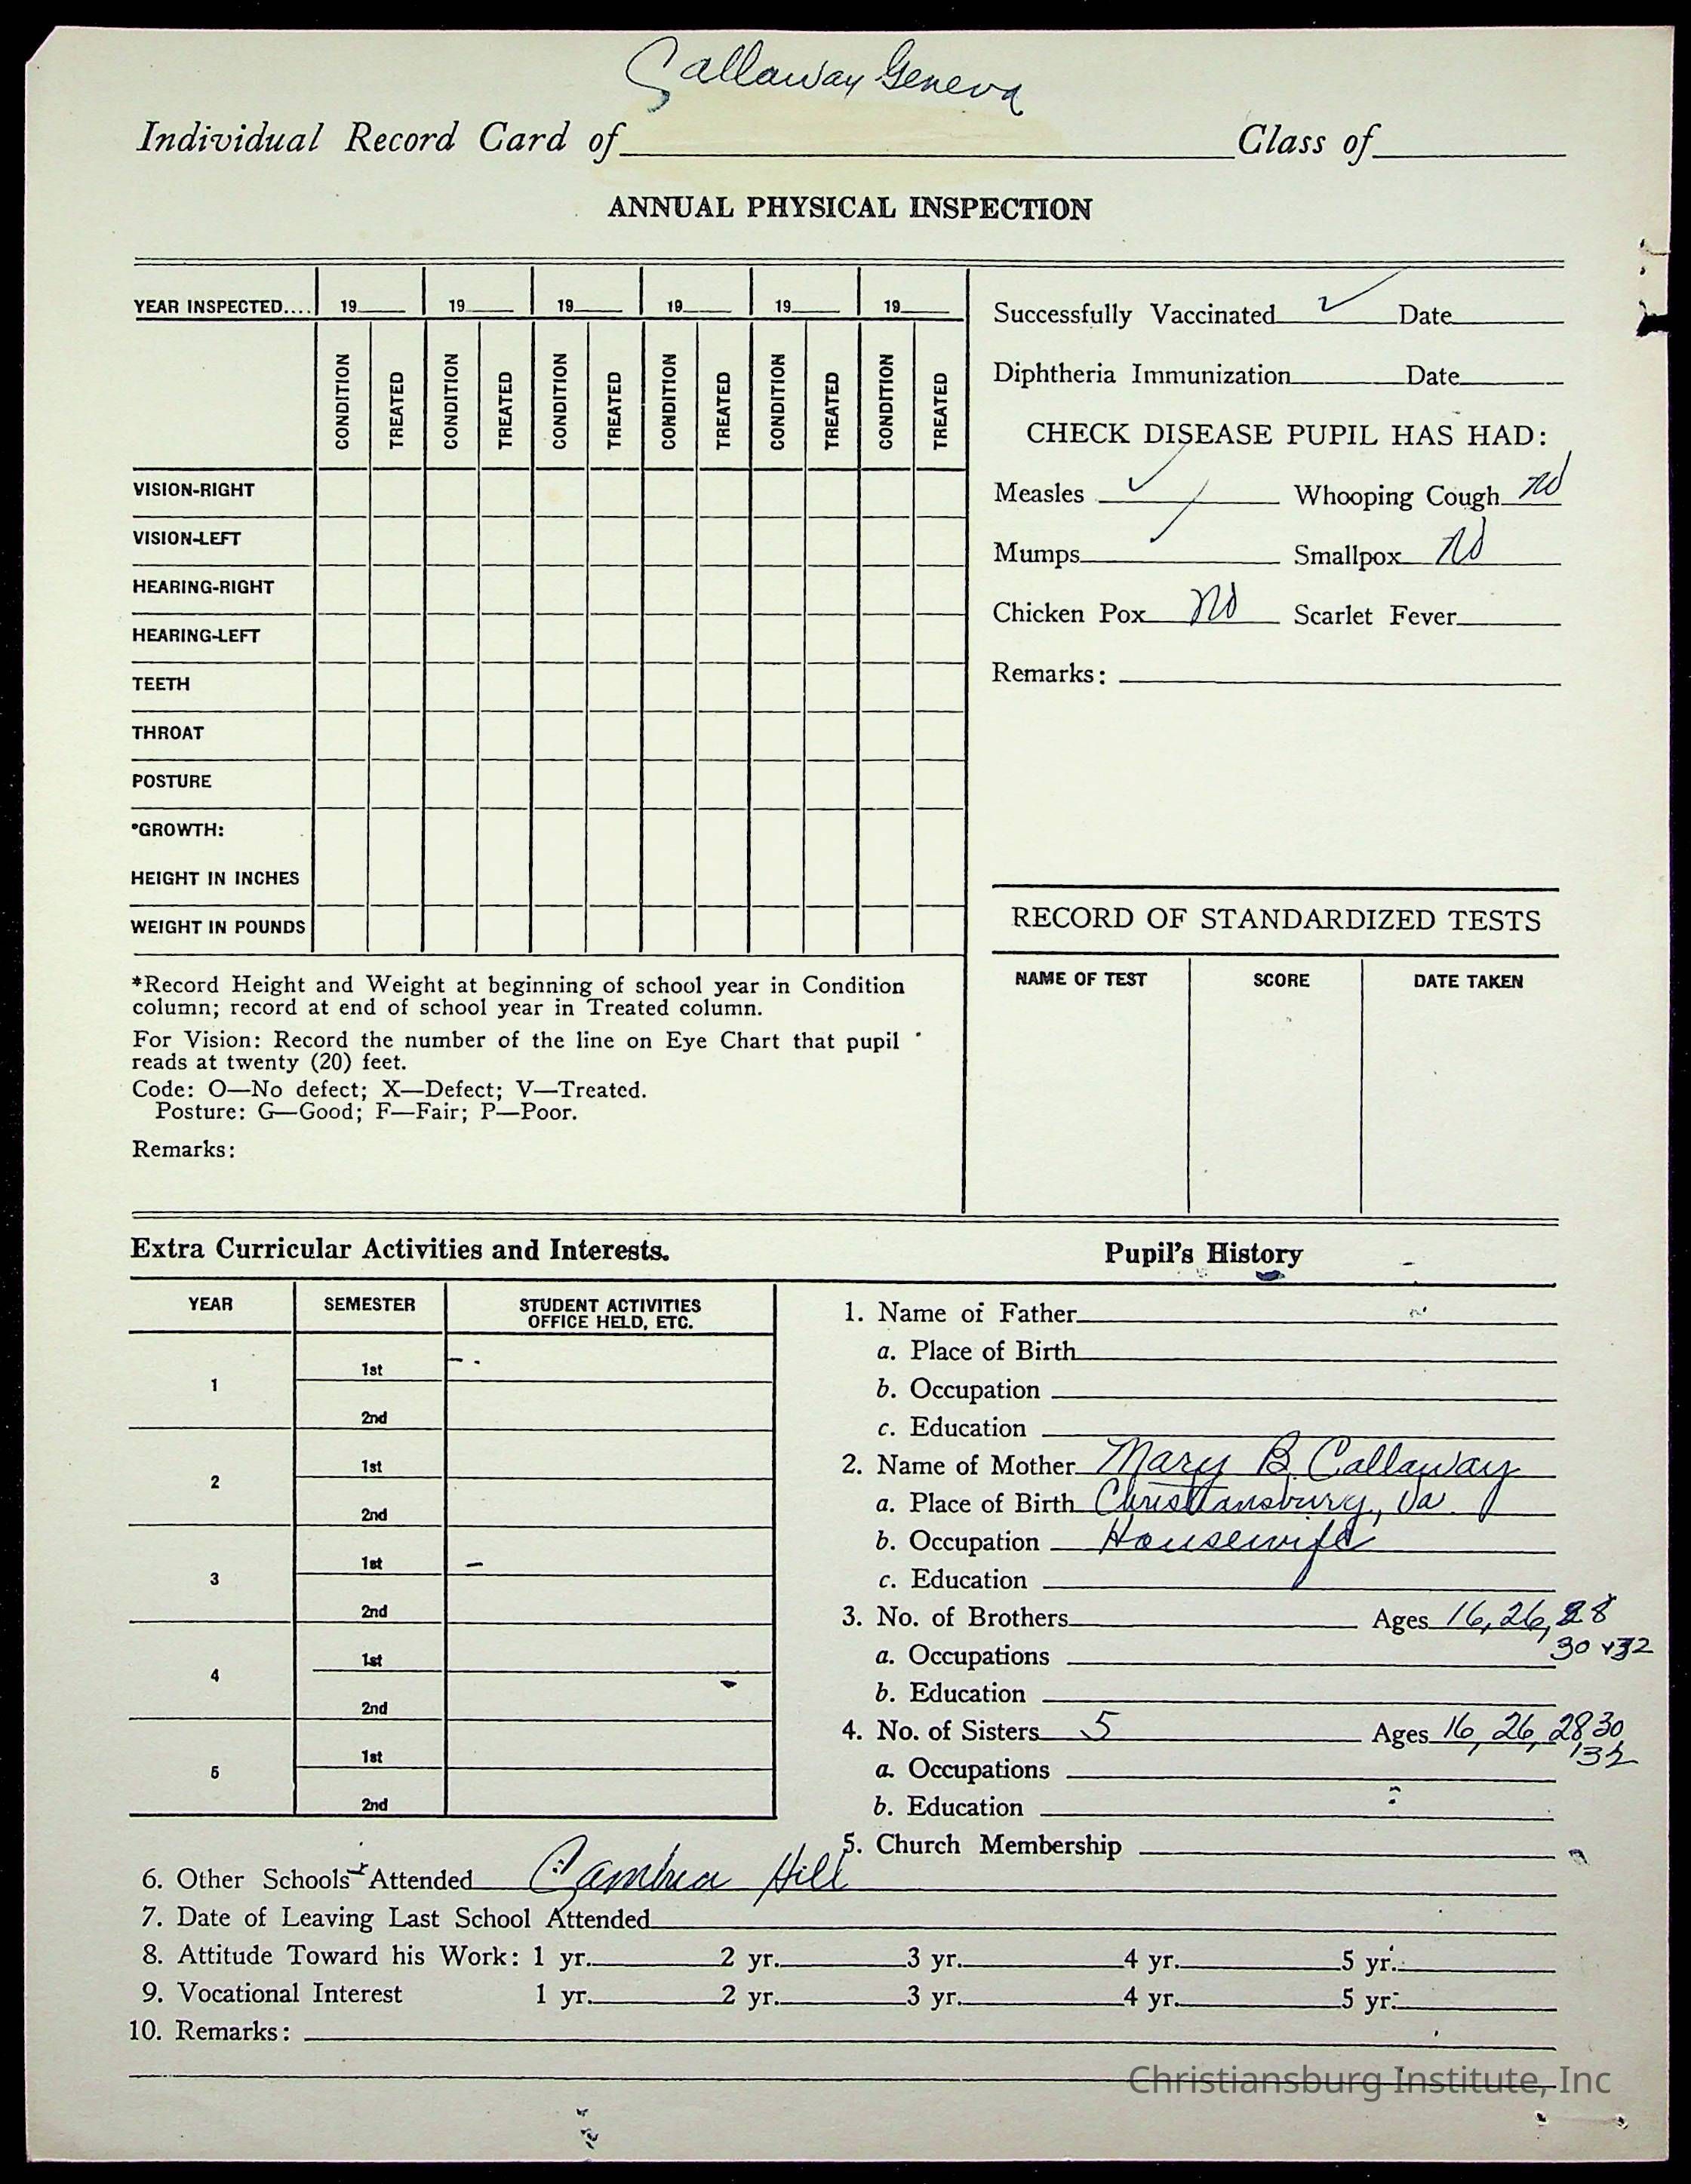 Callaway Geneva
Individual Record Card of Class of
ANNUAL PHYSICAL INSPECTION
YEAR INSPECTED.... 19 19 19 19 19 19
CONDITION TREATED CONDITION TREATED CONDITION TREATED CONDITION TREATED CONDITION TREATED CONDITION TREATED
VISION-RIGHT
VISION-LEFT
HEARING-RIGHT
HEARING-LEFT
TEETH
THROAT
POSTURE
*GROWTH:
HEIGHT IN INCHES
WEIGHT IN POUNDS
*Record Height and Weight at beginning of school year in Condition
column; record at end of school year in Treated column.
For Vision: Record the number of the line on Eye Chart that pupil
reads at twenty (20) feet.
Code: O—No defect; X—Defect; V—Treated.
Posture: G—Good; F—Fair; P—Poor.
Remarks:
Successfully Vaccinated ✓ Date
Diphtheria Immunization Date
CHECK DISEASE PUPIL HAS HAD:
Measles ✓ Whooping Cough no
Mumps ✓ Smallpox no
Chicken Pox no Scarlet Fever
Remarks:
RECORD OF STANDARDIZED TESTS
NAME OF TEST SCORE DATE TAKEN
Extra Curricular Activities and Interests.
YEAR SEMESTER STUDENT ACTIVITIES
OFFICE HELD, ETC.
1 1st
2nd
2 1st
2nd
3 1st
2nd
4 1st
2nd
5 1st
2nd
Pupil's History
1. Name of Father
a. Place of Birth
b. Occupation
c. Education
2. Name of Mother Mary B. Callaway
a. Place of Birth Christiansburg, Va.
b. Occupation Housewife
c. Education
3. No. of Brothers Ages 16, 26, 28
30 + 32
a. Occupations
b. Education
4. No. of Sisters 5 Ages 16, 26, 28 30
, 32
a. Occupations
b. Education
5. Church Membership
6. Other Schools Attended Cambria Hill
7. Date of Leaving Last School Attended
8. Attitude Toward his Work: 1 yr. 2 yr. 3 yr. 4 yr. 5 yr.
9. Vocational Interest 1 yr. 2 yr. 3 yr. 4 yr. 5 yr.
10. Remarks:
Christiansburg Institute, Inc